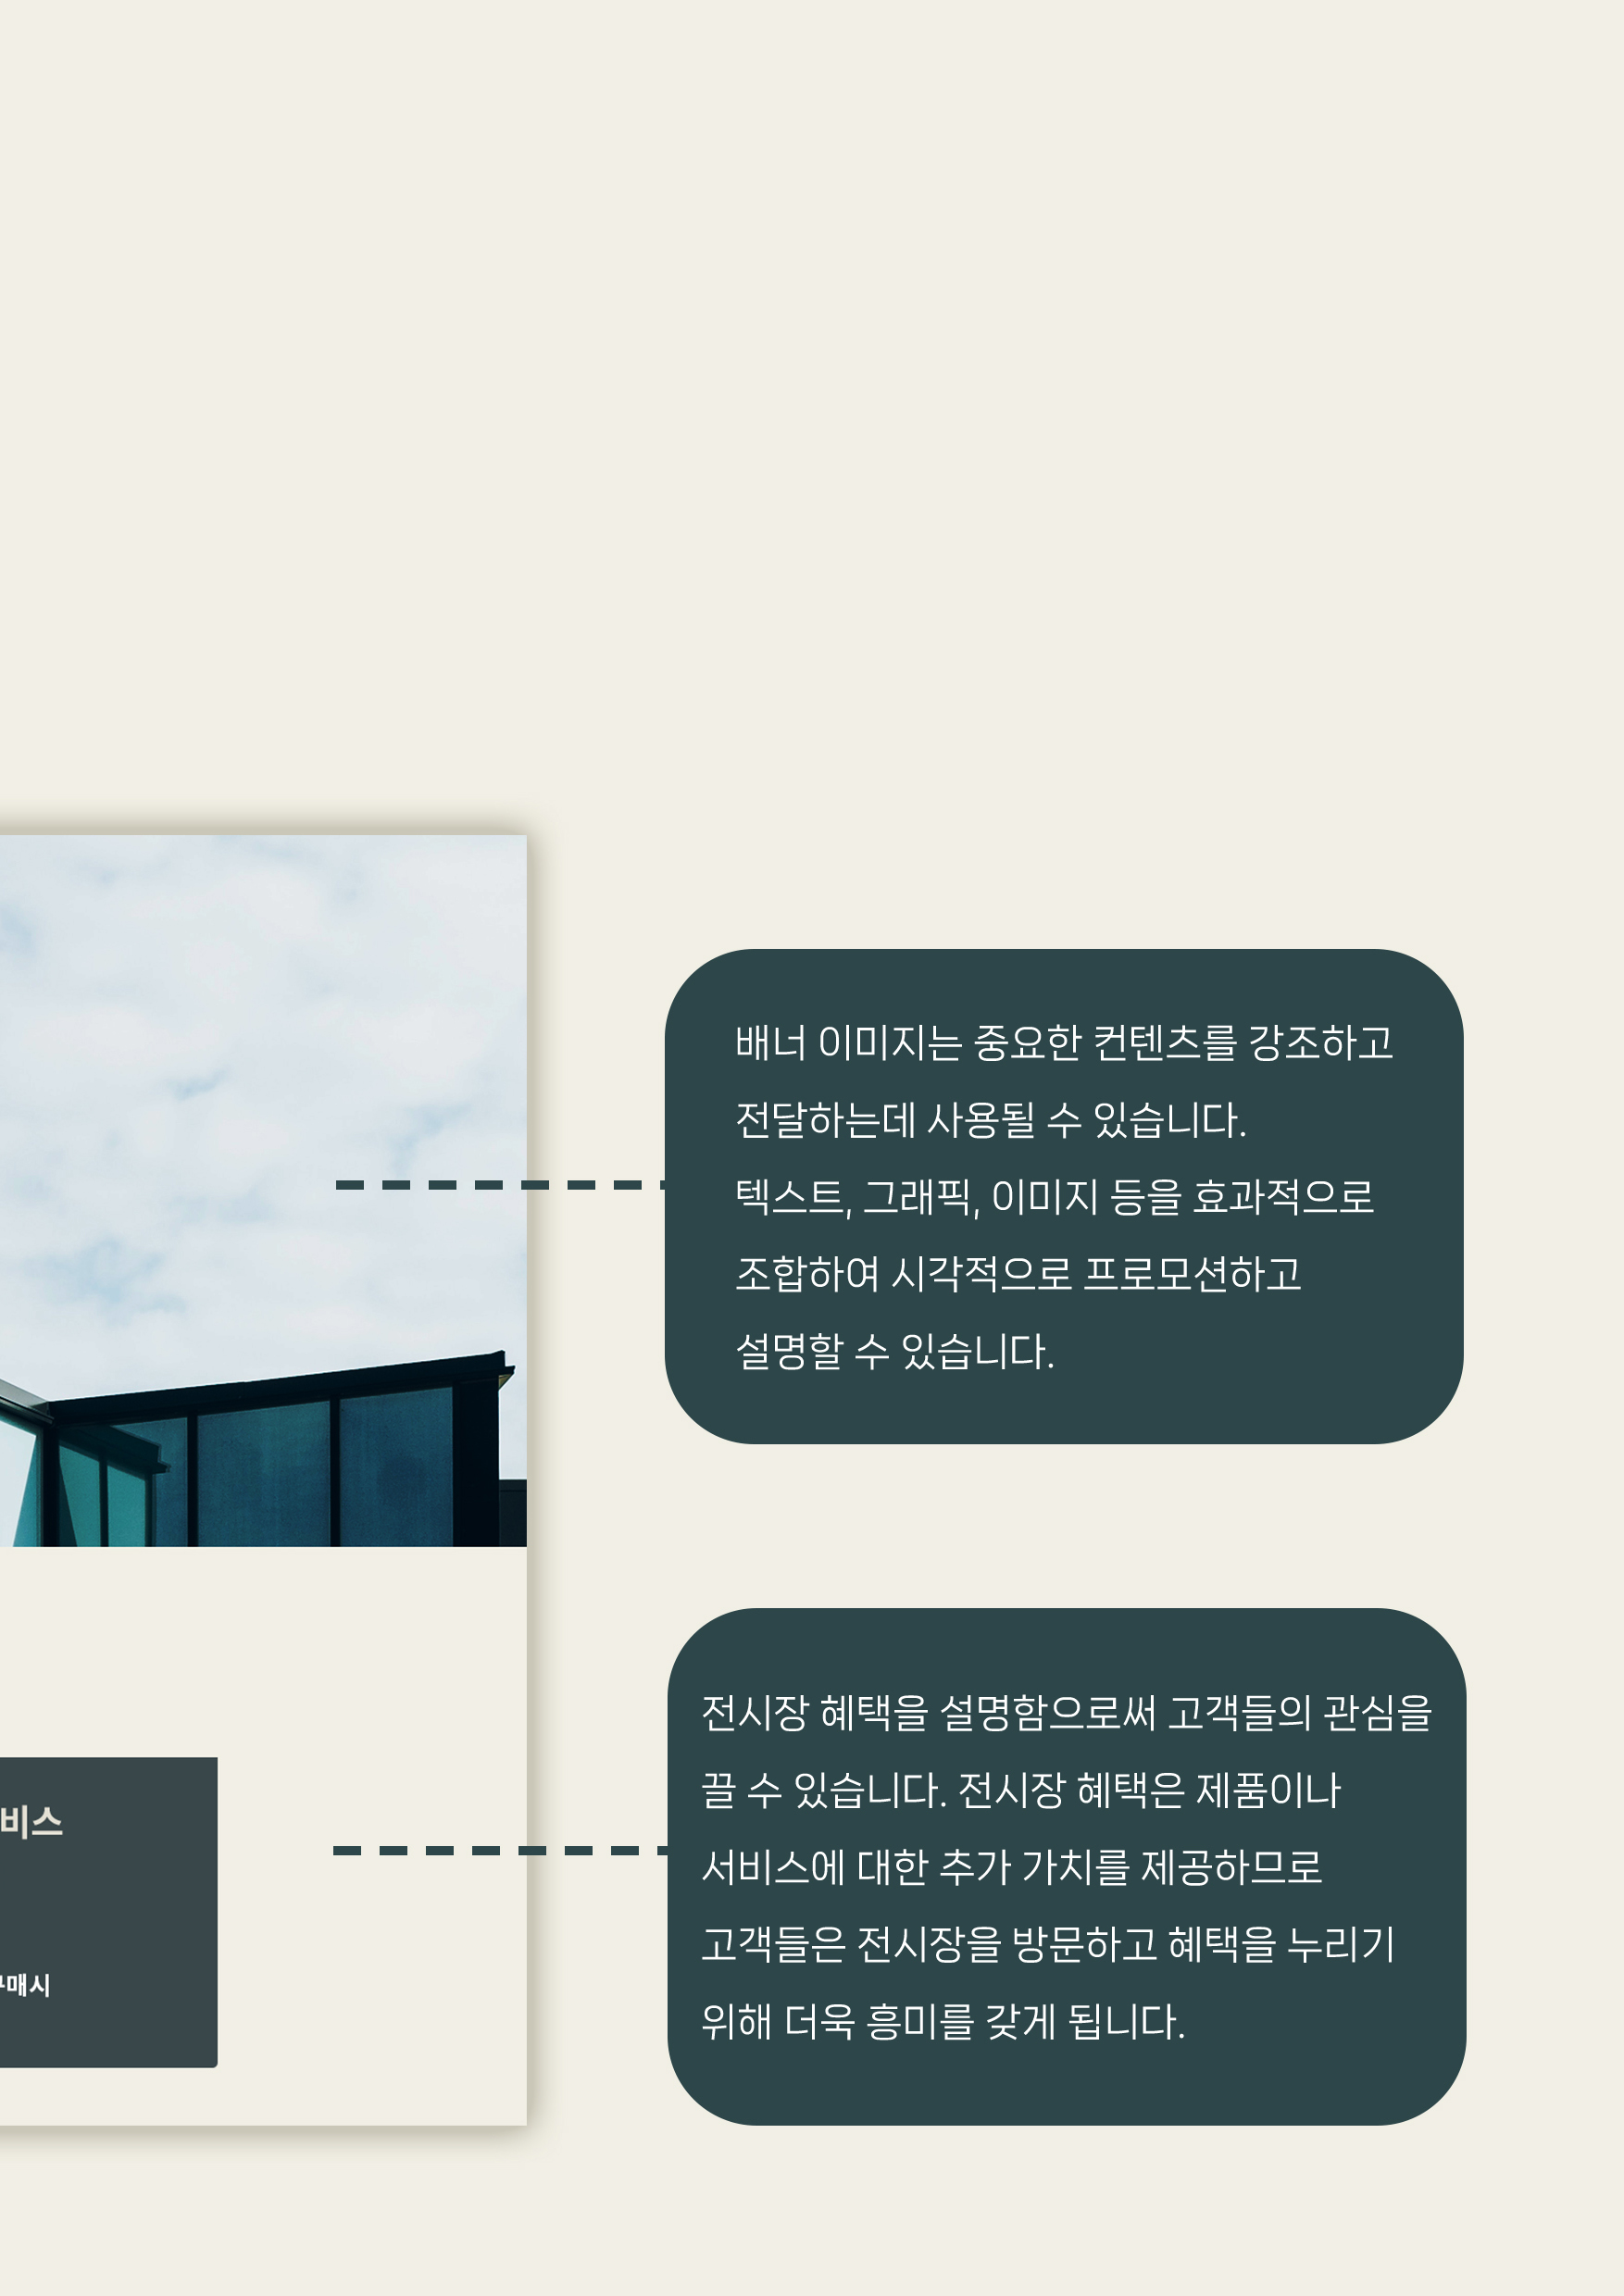 배너 이미지는 중요한 컨텐츠를 강조하고
전달하는데 사용될 수 있습니다.
텍스트, 그래픽, 이미지 등을 효과적으로
조합하여 시각적으로 프로모션하고
설명할 수 있습니다.
전시장 혜택을 설명함으로써 고객들의 관심을
끌 수 있습니다. 전시장 혜택은 제품이나
서비스에 대한 추가 가치를 제공하므로
고객들은 전시장을 방문하고 혜택을 누리기
위해 더욱 흥미를 갖게 됩니다.
비스
매시